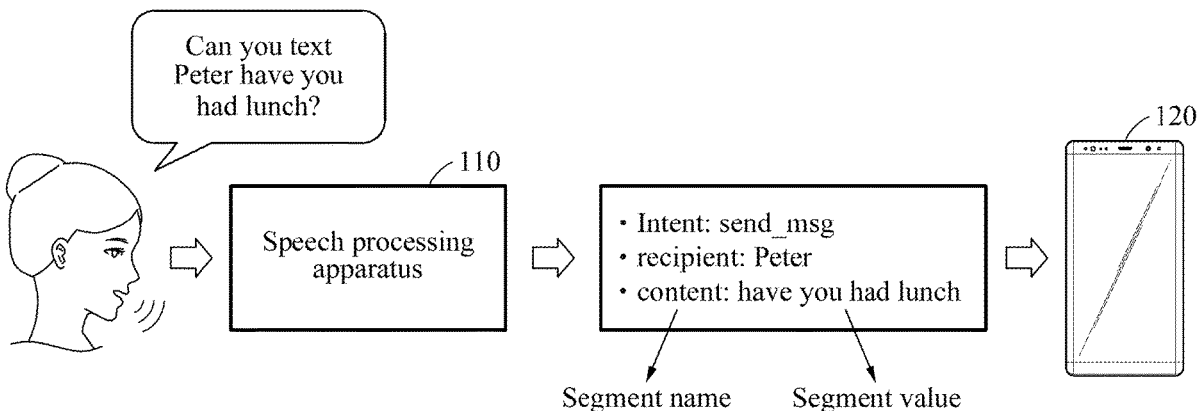 Can you text
Peter have you
had lunch?
110
120
Speech processing
apparatus
· Intent: send_msg
· recipient: Peter
· content: have you had lunch
Segment name
Segment value